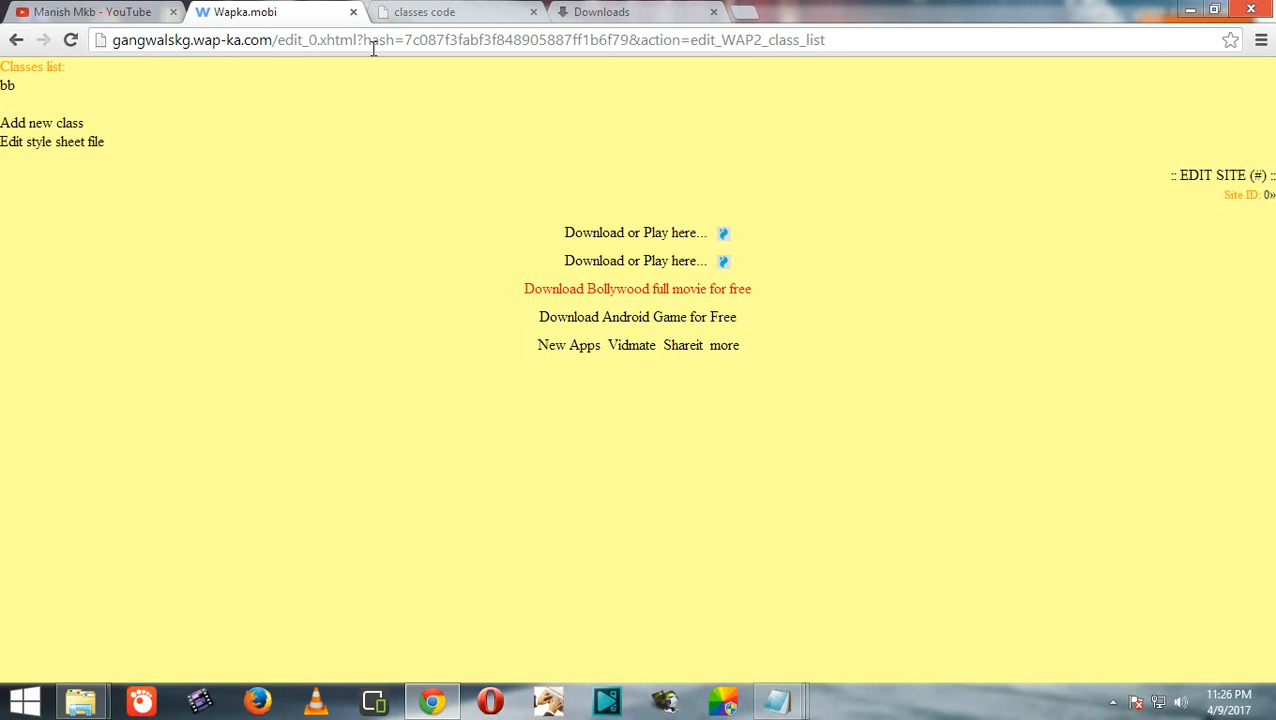 Manish Mkb - YouTube
Wapka.mobi
classes code
Downloads
gangwalskg.wap-ka.com/edit_0.xhtml?hash=7c087f3fabf3f848905987ff1b6f79&action=edit_WAP2_class_list
Classes list:
bb
Add new class
Edit style sheet file
:: EDIT SITE (#) ::
Site ID: 0»
Download or Play here...
Download or Play here...
Download Bollywood full movie for free
Download Android Game for Free
New Apps Vidmate Shareit more
11:26 PM
4/9/2017